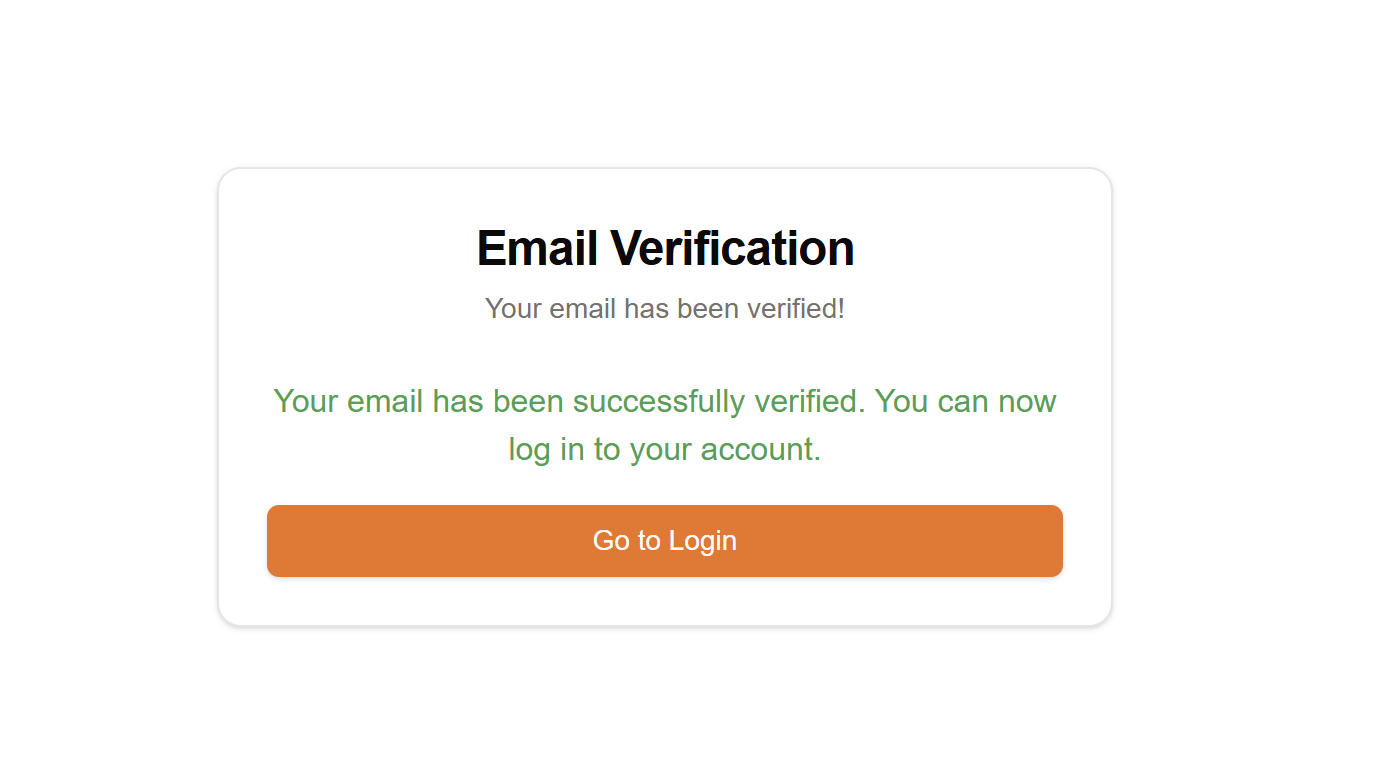 Email Verification
Your email has been verified!
Your email has been successfully verified. You can now
log in to your account.
Go to Login